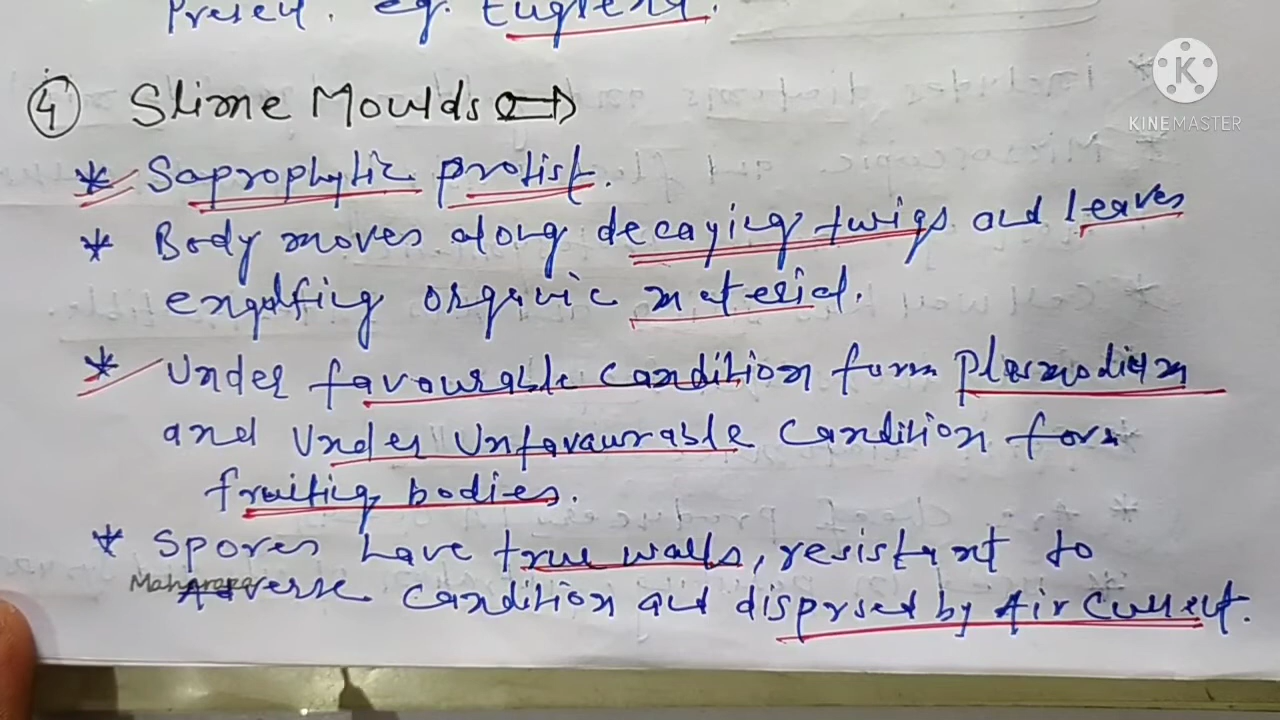 Present. eg. Euglena.
④ Slime Moulds ⇨
* Saprophytic protist.
* Body moves along decaying twigs and leaves
engulfing organic material.
* Under favourable condition form Plasmodium
and Under Unfavourable Condition form
fruiting bodies.
* Spores have true walls, resistant to
Adverse Condition and disprsed by Air Current.
KINEMASTER